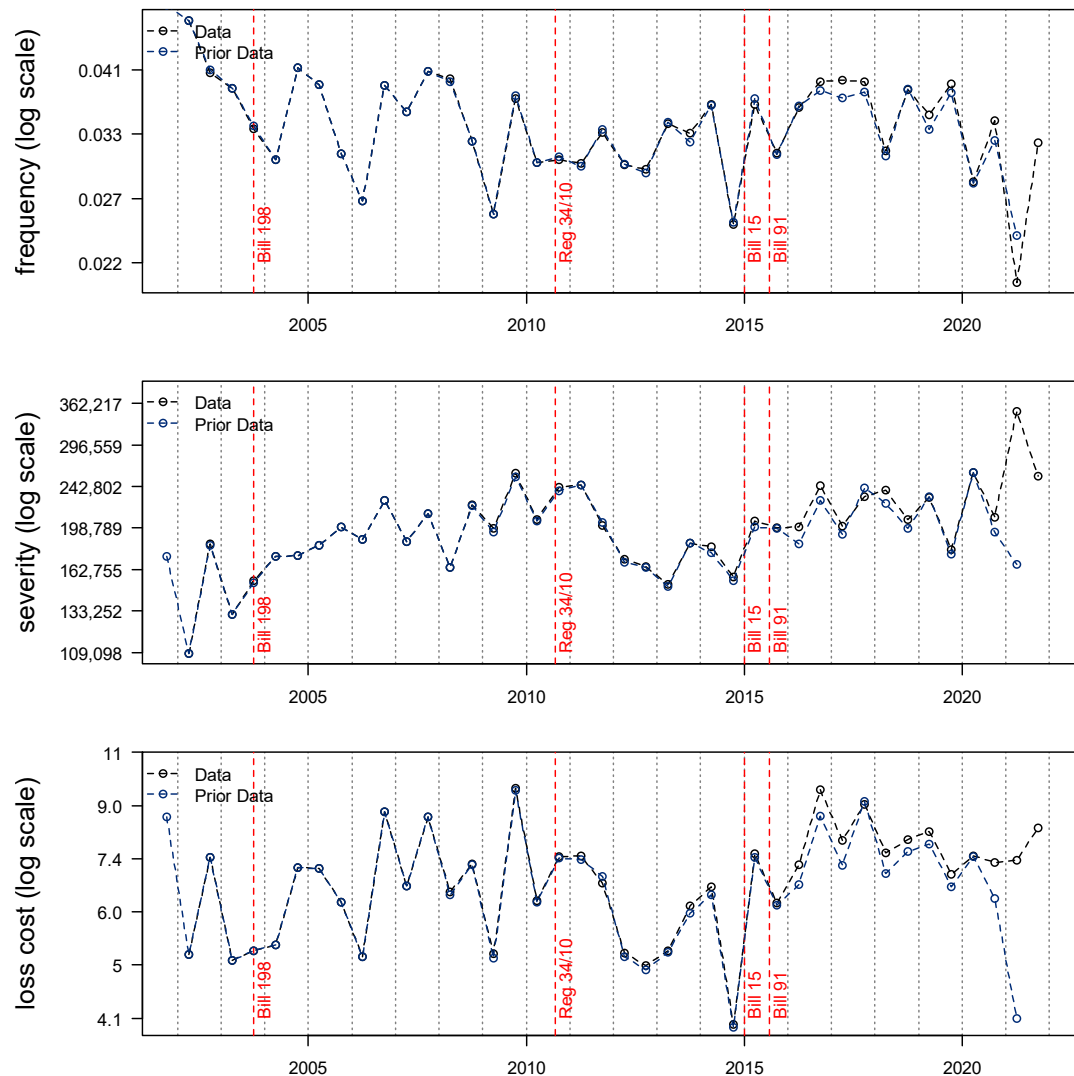 frequency (log scale)
Data
Prior Data
0.041
0.033
0.027
0.022
Bill 198
Reg 34/10
Bill 15
Bill 91
2005
2010
2015
2020
severity (log scale)
Data
Prior Data
362,217
296,559
242,802
198,789
162,755
133,252
109,098
Bill 198
Reg 34/10
Bill 15
Bill 91
2005
2010
2015
2020
loss cost (log scale)
Data
Prior Data
11
9.0
7.4
6.0
5
4.1
Bill 198
Reg 34/10
Bill 15
Bill 91
2005
2010
2015
2020